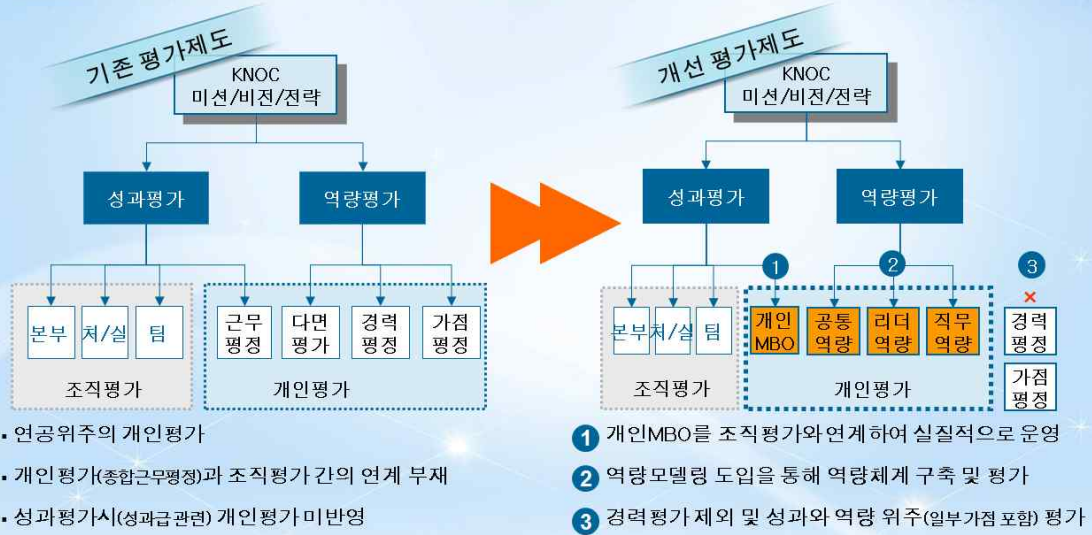 기존 평가제도
KNOC
미션/비전/전략
성과평가
역량평가
본부
처/실
팀
조직평가
근무
평정
다면
평가
경력
평정
가점
평정
개인평가
▪ 연공위주의 개인평가
▪ 개인평가(종합근무평정)과 조직평가 간의 연계 부재
▪ 성과평가시(성과급 관련) 개인평가 미반영
개선 평가제도
KNOC
미션/비전/전략
성과평가
역량평가
1
2
3
본부
처/실
팀
조직평가
개인
MBO
공통
역량
리더
역량
직무
역량
개인평가
×
경력
평정
가점
평정
1 개인MBO를 조직평가와 연계하여 실질적으로 운영
2 역량모델링 도입을 통해 역량체계 구축 및 평가
3 경력평가 제외 및 성과와 역량 위주(일부가점 포함) 평가